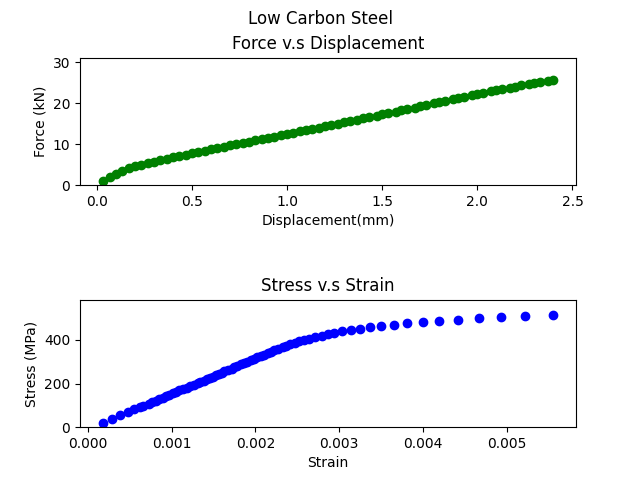 Low Carbon Steel
Force v.s Displacement
30
20
10
0
Force (kN)
0.0 0.5 1.0 1.5 2.0 2.5
Displacement(mm)
Stress v.s Strain
400
200
0
Stress (MPa)
0.000 0.001 0.002 0.003 0.004 0.005
Strain